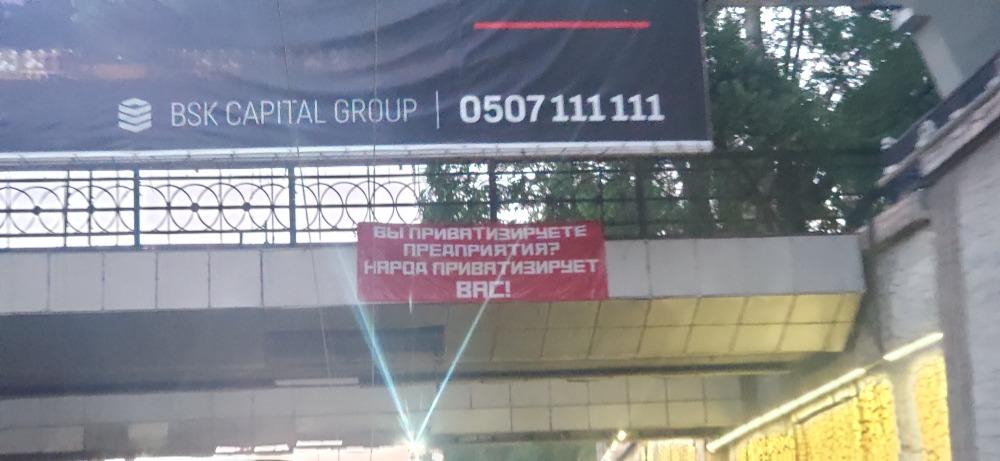 BSK CAPITAL GROUP | 0507 111 111
ВЫ ПРИВАТИЗИРУЕТЕ
ПРЕДПРИЯТИЯ?
НАРОД ПРИВАТИЗИРУЕТ
ВАС!